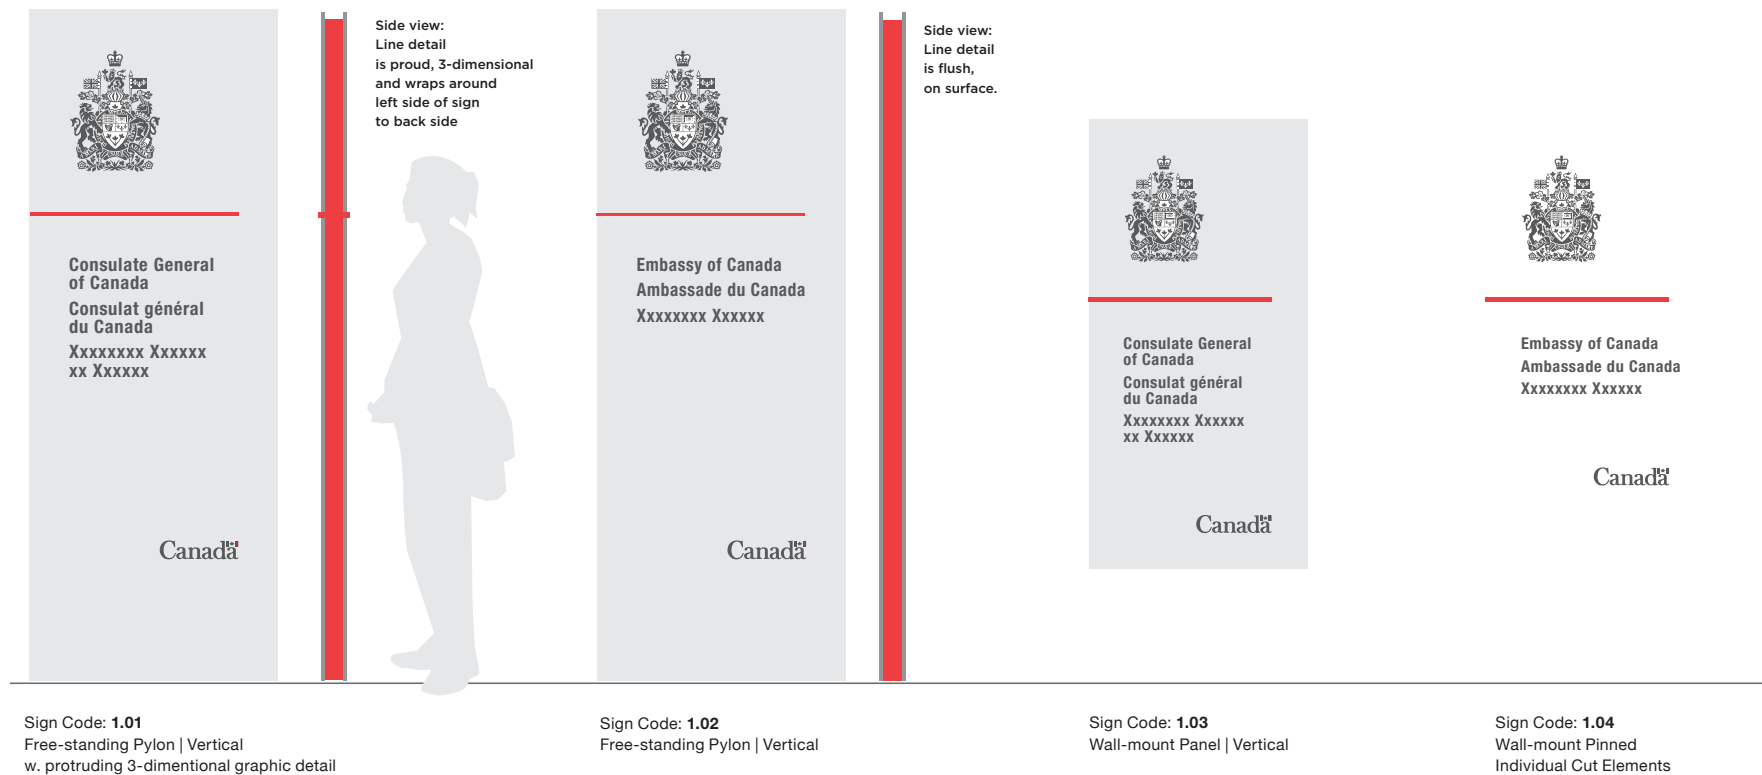 Consulate General
of Canada
Consulat général
du Canada
Xxxxxxxx Xxxxxx
xx Xxxxxx
Canada
Side view:
Line detail
is proud, 3-dimensional
and wraps around
left side of sign
to back side
Embassy of Canada
Ambassade du Canada
Xxxxxxxx Xxxxxx
Canada
Side view:
Line detail
is flush,
on surface.
Consulate General
of Canada
Consulat général
du Canada
Xxxxxxxx Xxxxxx
xx Xxxxxx
Canada
Embassy of Canada
Ambassade du Canada
Xxxxxxxx Xxxxxx
Canada
Sign Code: 1.01
Free-standing Pylon | Vertical
w. protruding 3-dimentional graphic detail
Sign Code: 1.02
Free-standing Pylon | Vertical
Sign Code: 1.03
Wall-mount Panel | Vertical
Sign Code: 1.04
Wall-mount Pinned
Individual Cut Elements